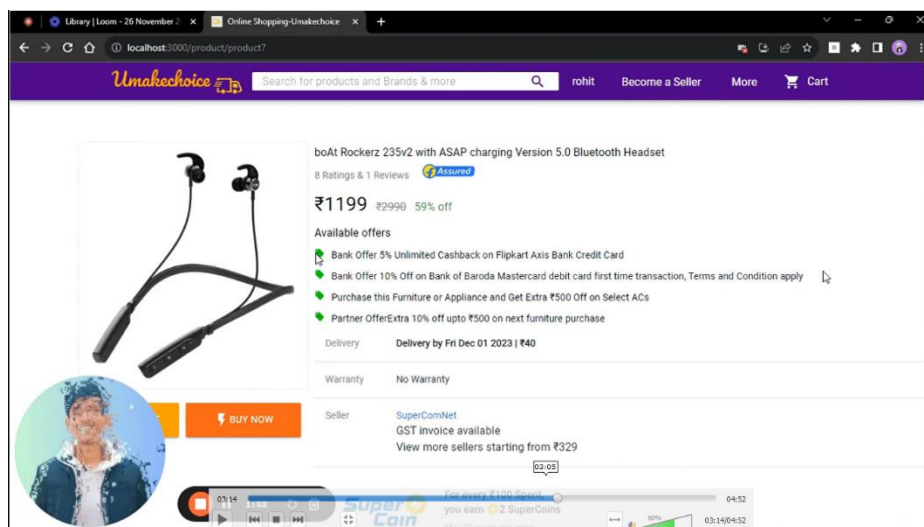 Library | Loom - 26 November 2
Online Shopping-Umakechoice
localhost:3000/product/product7
Umakechoice
Search for products and Brands & more
rohit
Become a Seller
More
Cart
boAt Rockerz 235v2 with ASAP charging Version 5.0 Bluetooth Headset
8 Ratings & 1 Reviews
Assured
₹1199 ₹2990 59% off
Available offers
Bank Offer 5% Unlimited Cashback on Flipkart Axis Bank Credit Card
Bank Offer 10% Off on Bank of Baroda Mastercard debit card first time transaction, Terms and Condition apply
Purchase this Furniture or Appliance and Get Extra ₹500 Off on Select ACs
Partner OfferExtra 10% off upto ₹500 on next furniture purchase
Delivery Delivery by Fri Dec 01 2023 | ₹40
Warranty No Warranty
BUY NOW
Seller SuperComNet
GST invoice available
View more sellers starting from ₹329
03:05
03:14
04:52
Super Coin
For every ₹100 Spent,
you earn 2 SuperCoins
03:14/04:52